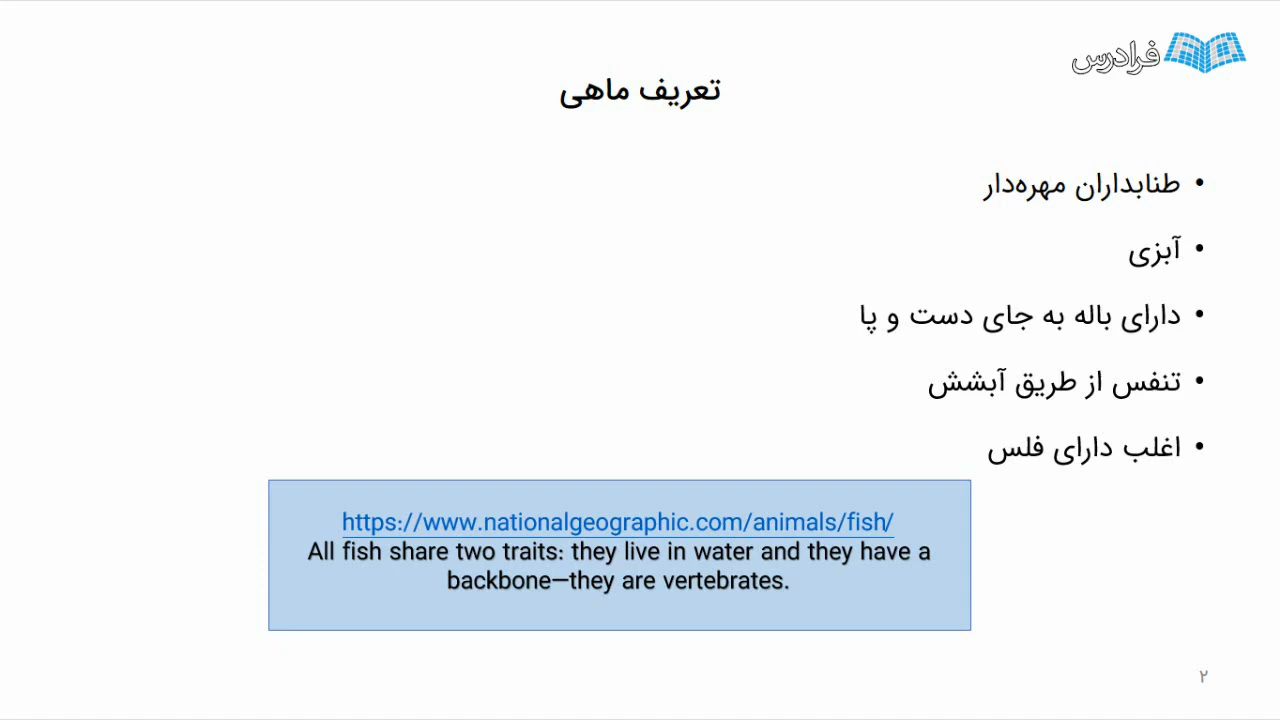 فرادرس
تعریف ماهی
• طنابداران مهره‌دار
• آبزی
• دارای باله به جای دست و پا
• تنفس از طریق آبشش
• اغلب دارای فلس
https://www.nationalgeographic.com/animals/fish/
All fish share two traits: they live in water and they have a
backbone—they are vertebrates.
۲